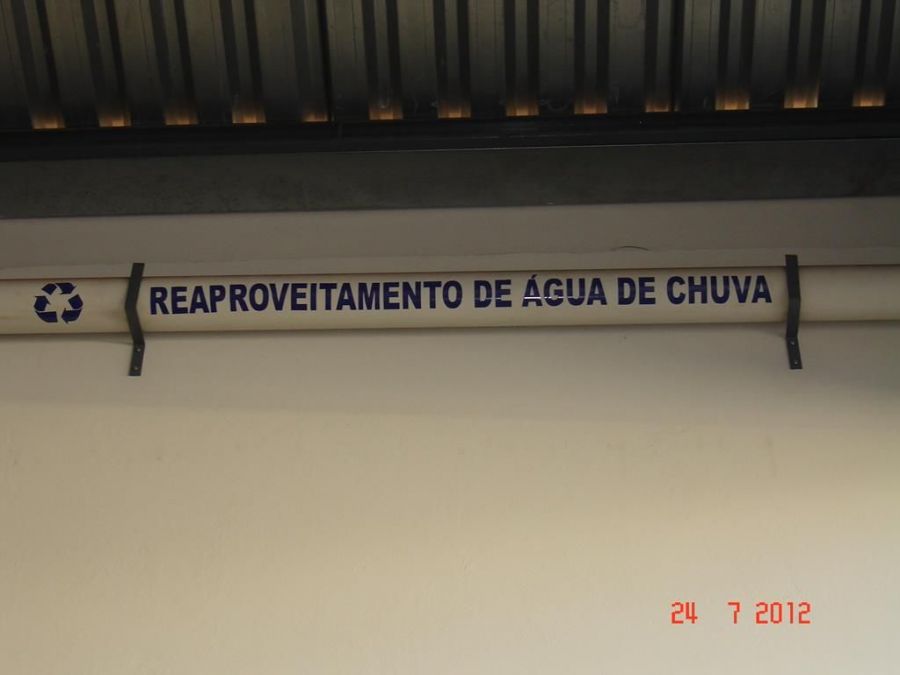 REAPROVEITAMENTO DE ÁGUA DE CHUVA
24 7 2012